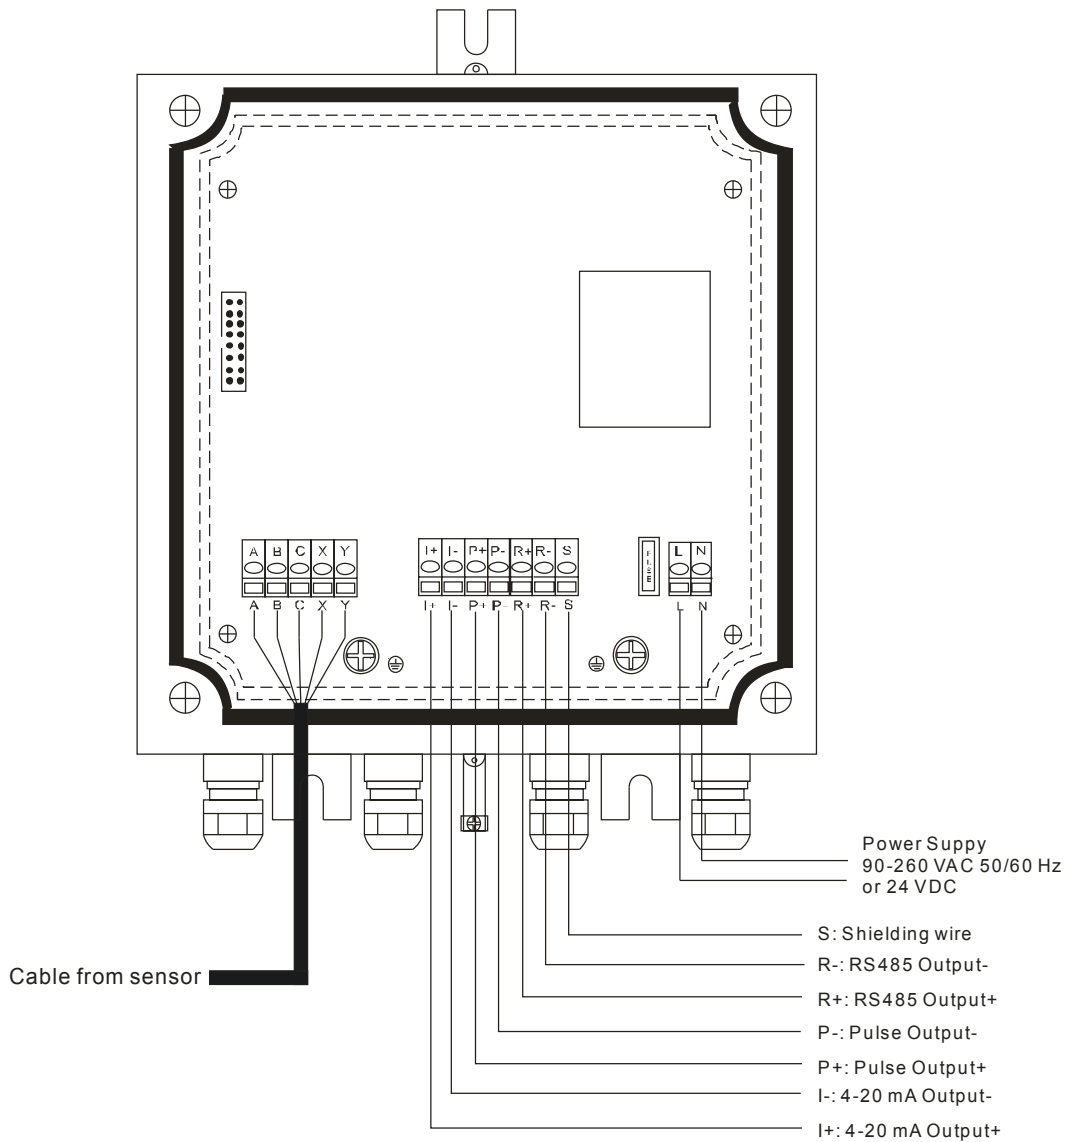 A B C X Y
I+ I- P+ P- R+ R- S
L N
A B C X Y
I+ I- P+ P- R+ R- S
L N
Power Suppy
90-260 VAC 50/60 Hz
or 24 VDC
S: Shielding wire
R-: RS485 Output-
Cable from sensor
R+: RS485 Output+
P-: Pulse Output-
P+: Pulse Output+
I-: 4-20 mA Output-
I+: 4-20 mA Output+